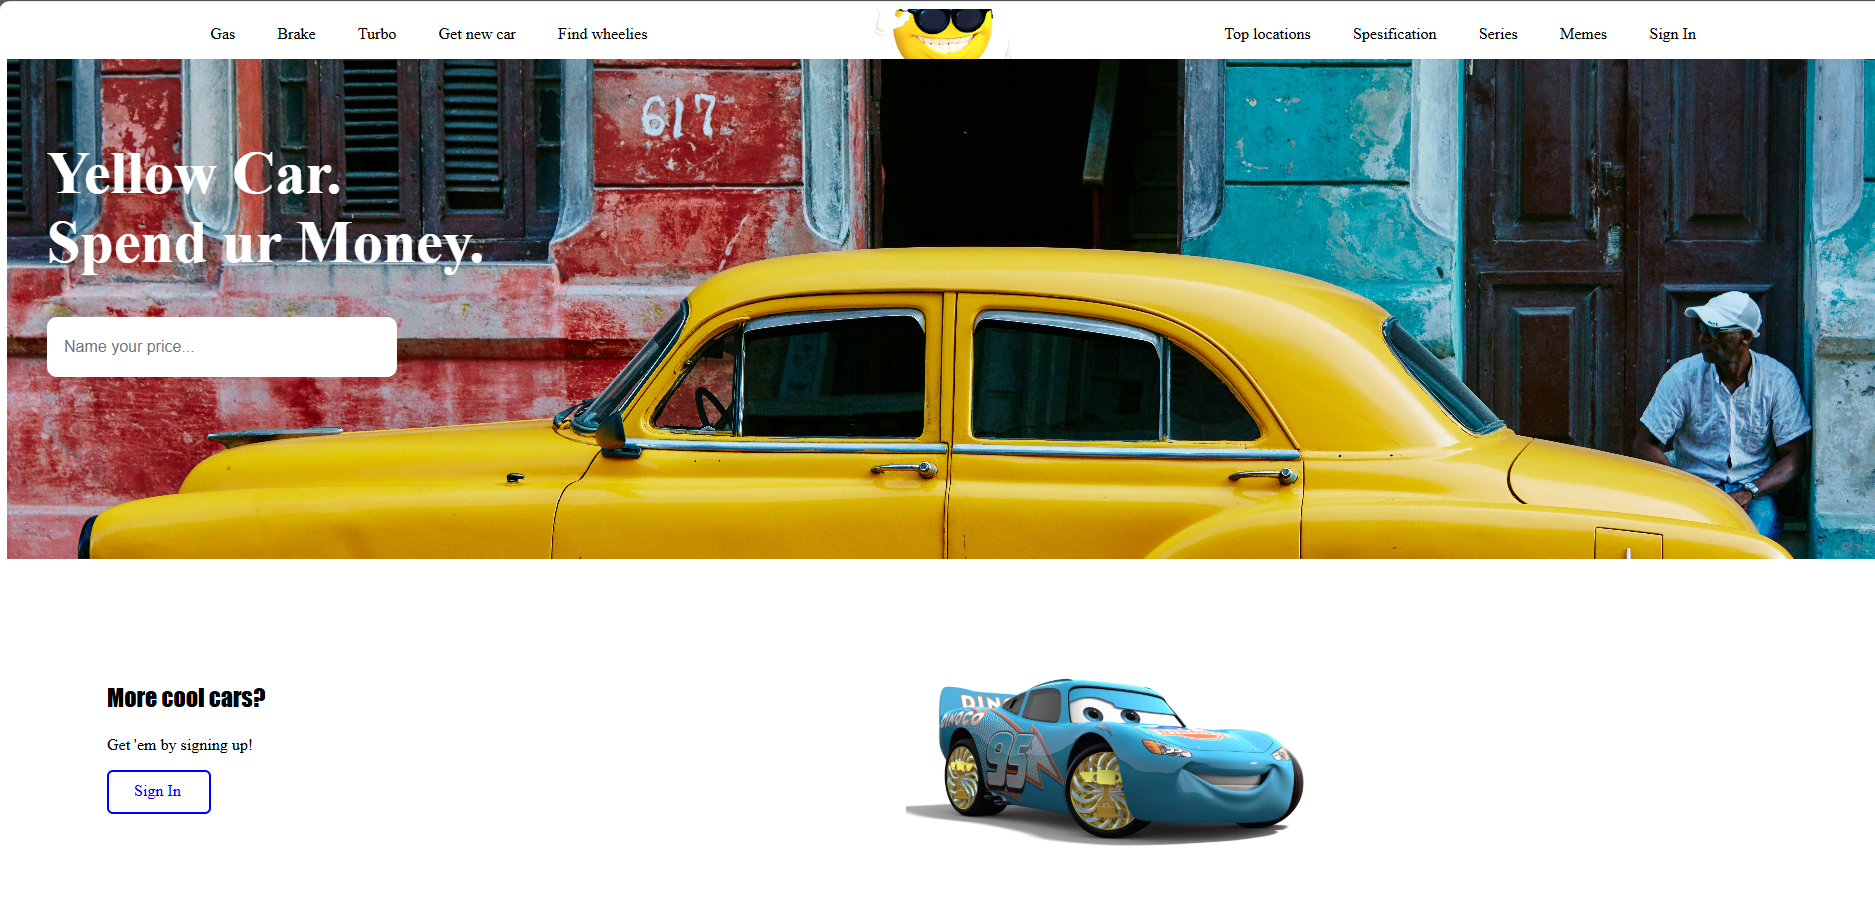 Gas Brake Turbo Get new car Find wheelies Top locations Spesification Series Memes Sign In
617
Yellow Car.
Spend ur Money.
Name your price...
More cool cars?
Get 'em by signing up!
Sign In
DINOCO
95